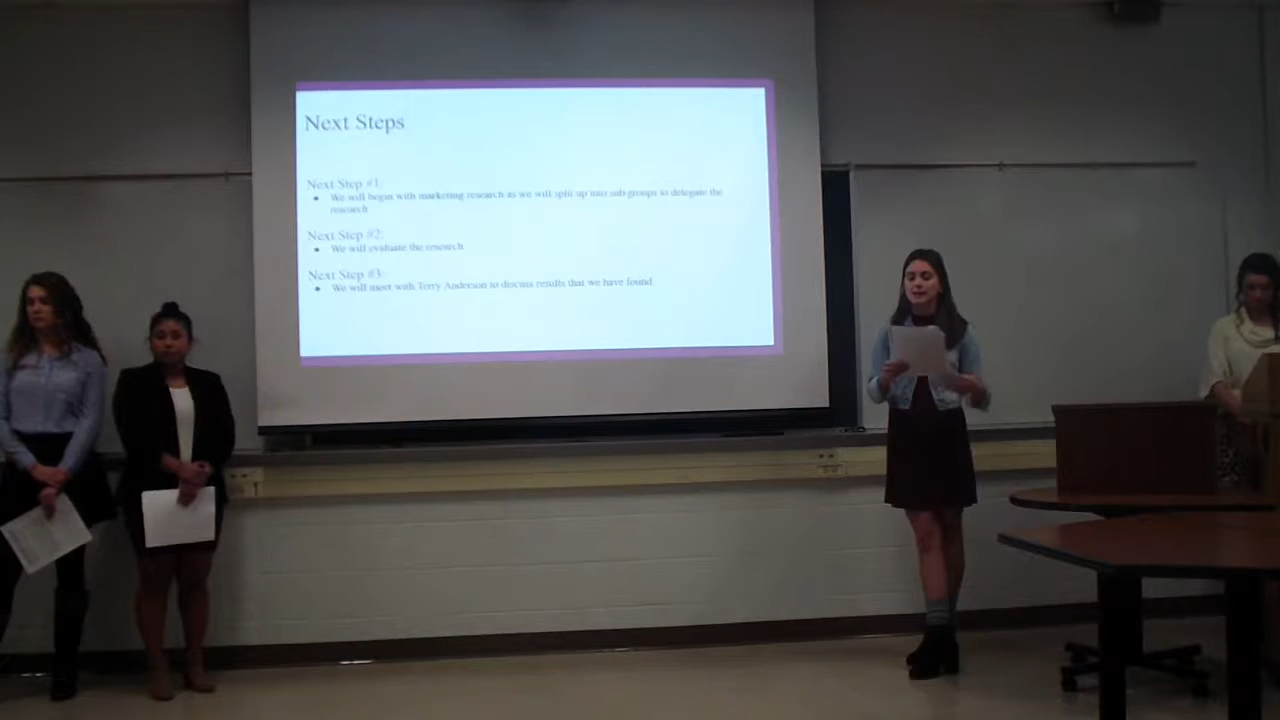 Next Steps
Next Step #1:
● We will begin with marketing research as we will split up into sub-groups to delegate the
research
Next Step #2:
● We will evaluate the research
Next Step #3:
● We will meet with Terry Anderson to discuss results that we have found.